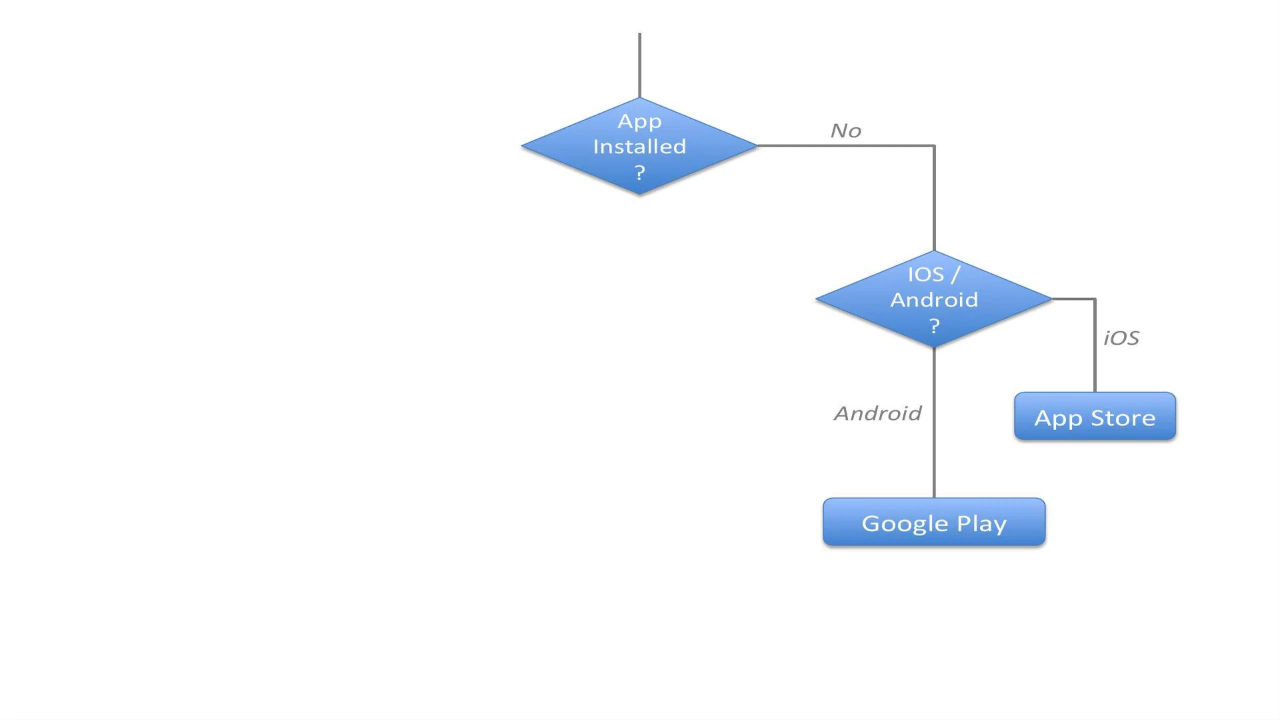 App
Installed
?
No
IOS /
Android
?
iOS
Android
App Store
Google Play